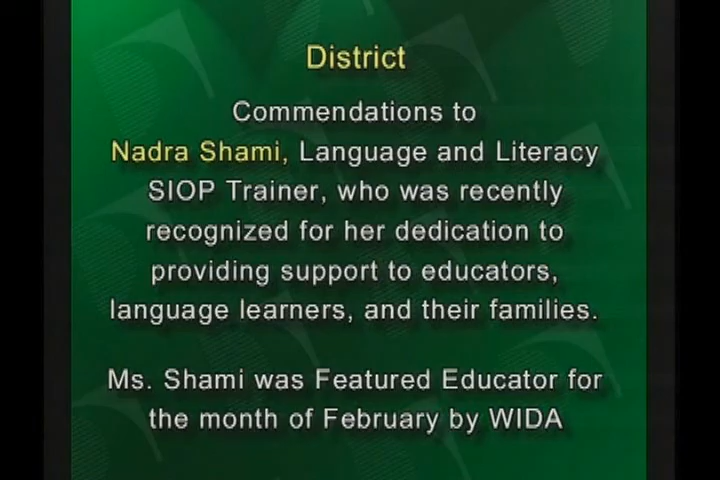 District
Commendations to
Nadra Shami, Language and Literacy
SIOP Trainer, who was recently
recognized for her dedication to
providing support to educators,
language learners, and their families.
Ms. Shami was Featured Educator for
the month of February by WIDA